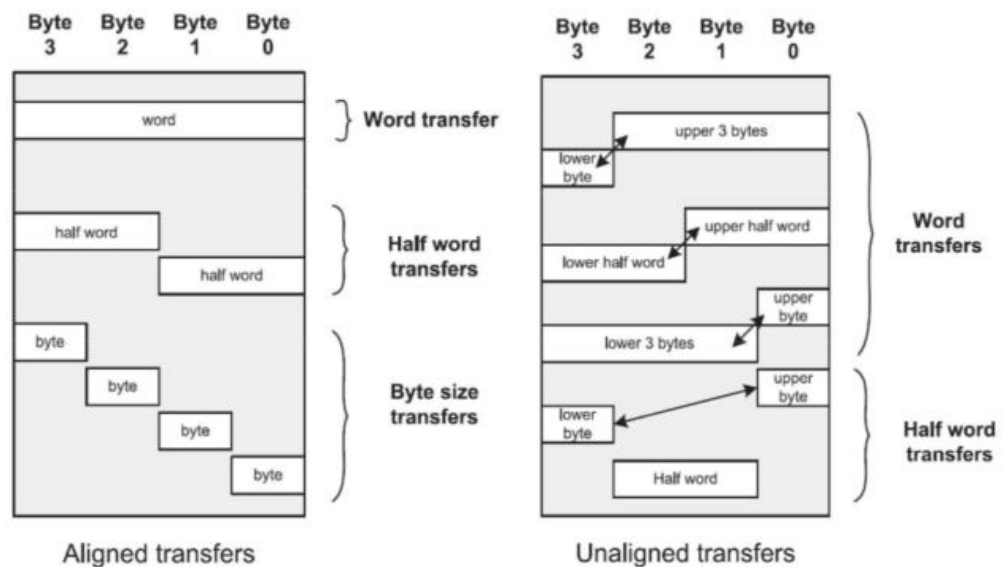 Byte 3 Byte 2 Byte 1 Byte 0
word
Word transfer
half word
half word
Half word
transfers
byte
byte
byte
byte
Byte size
transfers
Aligned transfers
Byte 3 Byte 2 Byte 1 Byte 0
upper 3 bytes
lower
byte
upper half word
lower half word
upper
byte
lower 3 bytes
Word
transfers
upper
byte
lower
byte
Half word
Half word
transfers
Unaligned transfers